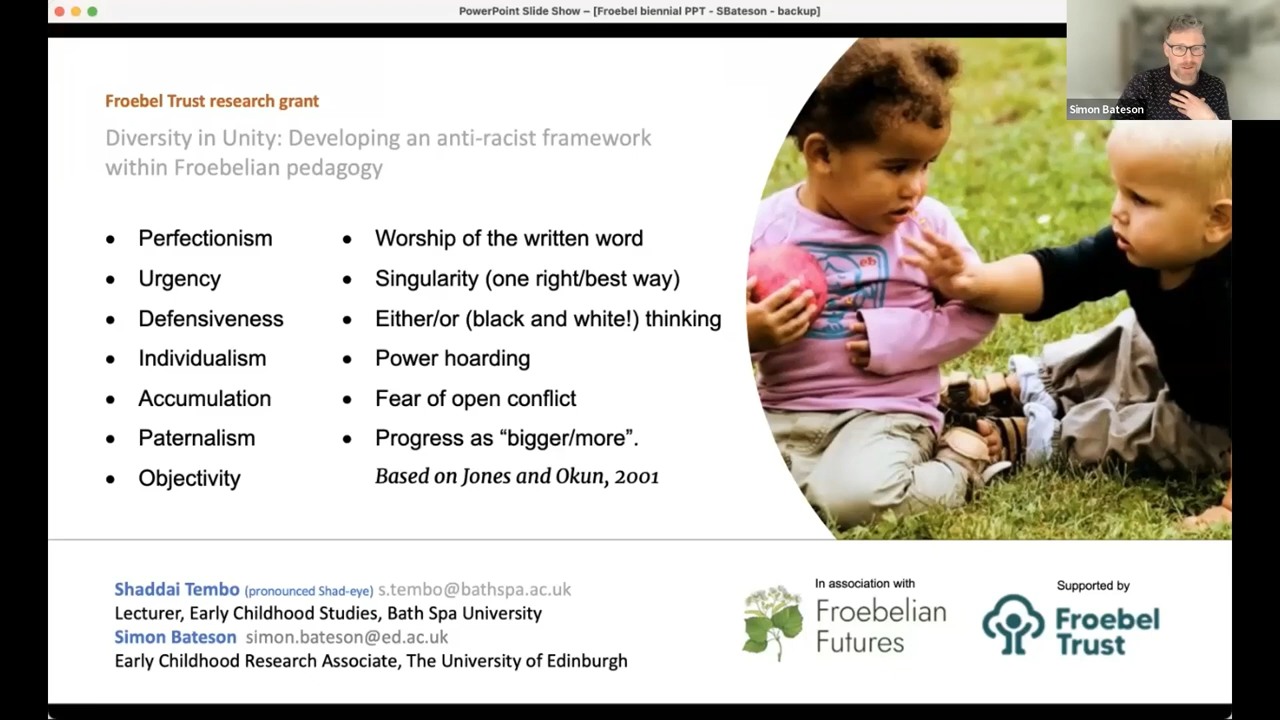 PowerPoint Slide Show – [Froebel biennial PPT - SBateson - backup]
Simon Bateson
Froebel Trust research grant
Diversity in Unity: Developing an anti-racist framework
within Froebelian pedagogy
• Perfectionism
• Urgency
• Defensiveness
• Individualism
• Accumulation
• Paternalism
• Objectivity
• Worship of the written word
• Singularity (one right/best way)
• Either/or (black and white!) thinking
• Power hoarding
• Fear of open conflict
• Progress as “bigger/more”.
Based on Jones and Okun, 2001
Shaddai Tembo (pronounced Shad-eye) s.tembo@bathspa.ac.uk
Lecturer, Early Childhood Studies, Bath Spa University
Simon Bateson simon.bateson@ed.ac.uk
Early Childhood Research Associate, The University of Edinburgh
In association with
Froebelian
Futures
Supported by
Froebel
Trust